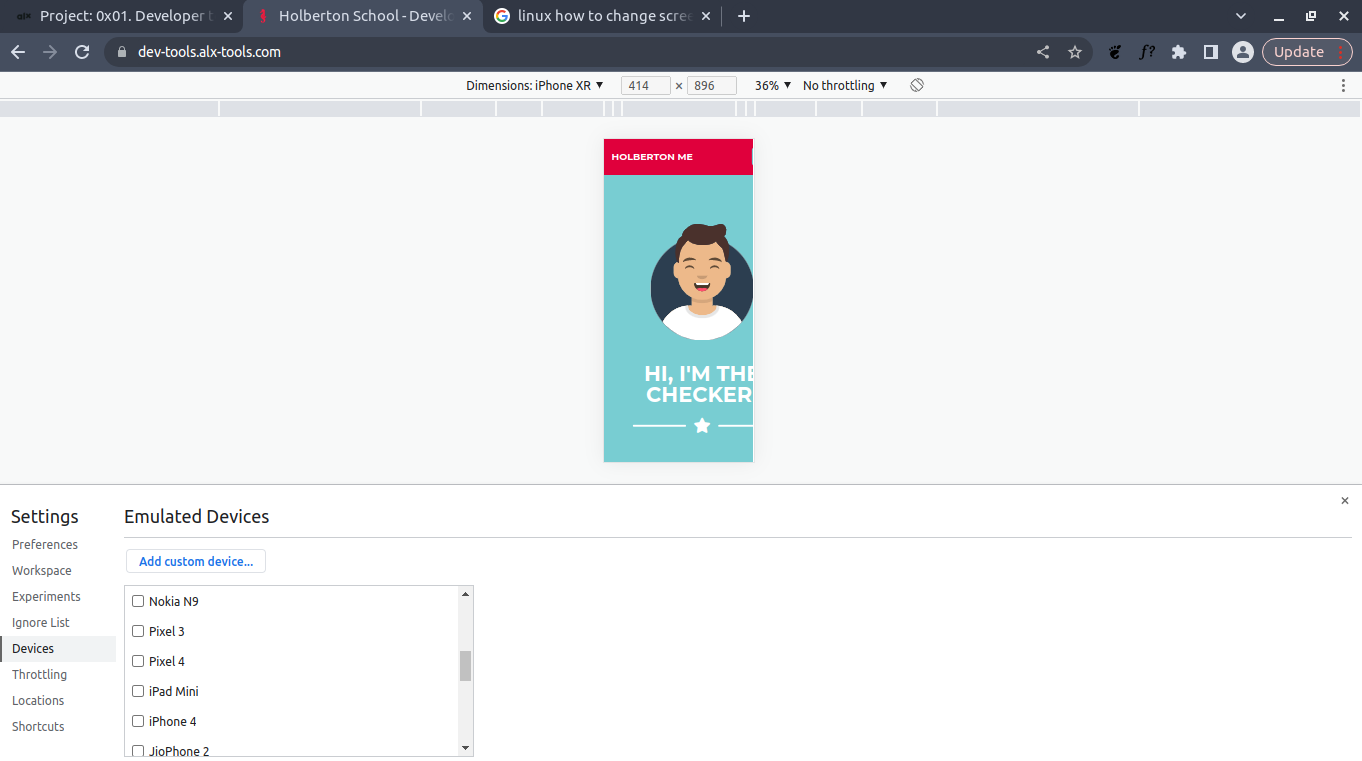 alx Project: 0x01. Developer t
Holberton School - Develo
linux how to change scree
dev-tools.alx-tools.com
f?
Update
Dimensions: iPhone XR
414 × 896
36%
No throttling
HOLBERTON ME
HI, I'M THE
CHECKER
Settings
Preferences
Workspace
Experiments
Ignore List
Devices
Throttling
Locations
Shortcuts
Emulated Devices
Add custom device...
Nokia N9
Pixel 3
Pixel 4
iPad Mini
iPhone 4
JioPhone 2